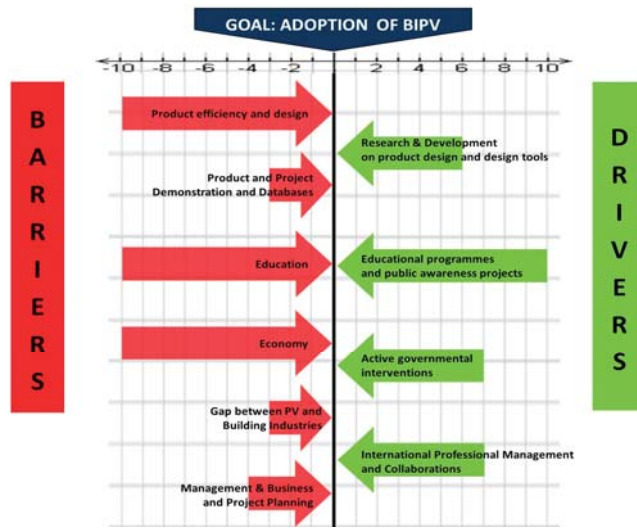 GOAL: ADOPTION OF BIPV
-10 -8 -6 -4 -2 0 2 4 6 8 10
BARRIERS
DRIVERS
Product efficiency and design
Research & Development
on product design and design tools
Product and Project
Demonstration and Databases
Education
Educational programmes
and public awareness projects
Economy
Active governmental
interventions
Gap between PV and
Building Industries
International Professional Management
and Collaborations
Management & Business
and Project Planning